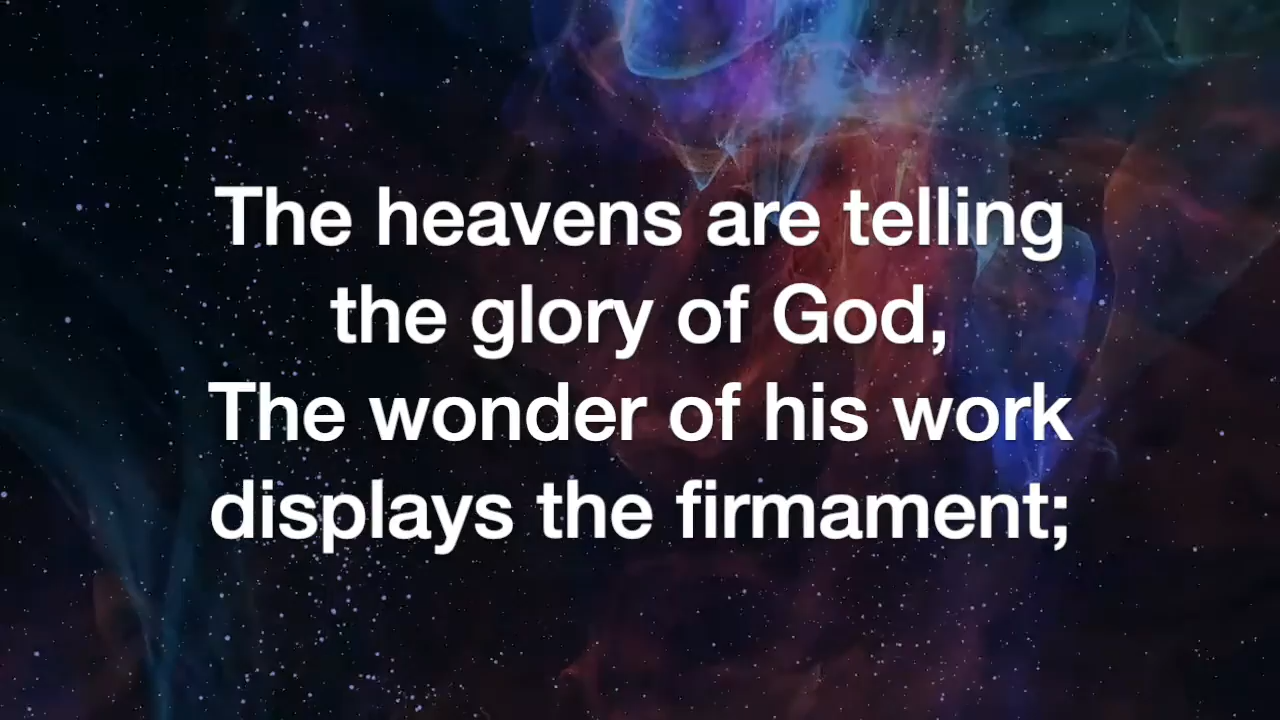 The heavens are telling
the glory of God,
The wonder of his work
displays the firmament;